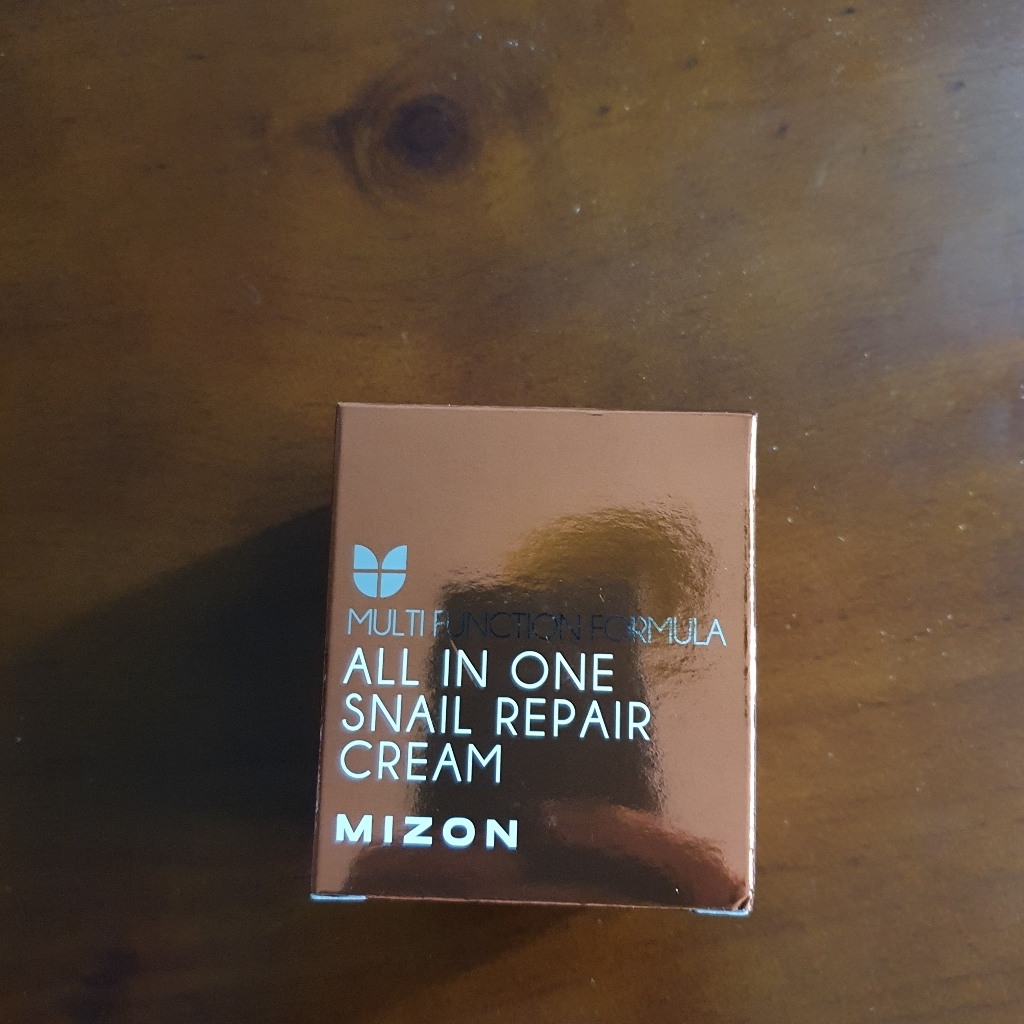 MULTI FUNCTION FORMULA
ALL IN ONE
SNAIL REPAIR
CREAM
MIZON